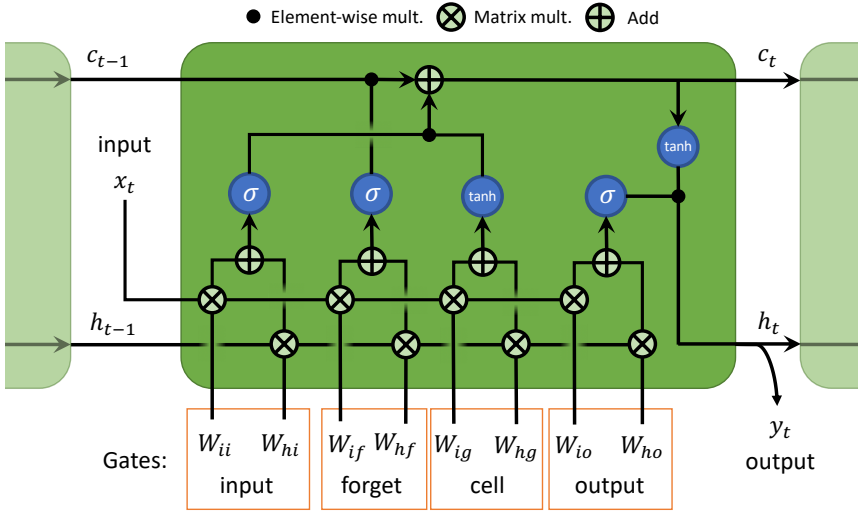 Element-wise mult. Matrix mult. Add
c_{t-1} c_t
input
x_t
tanh
σ σ tanh σ
h_{t-1} h_t
W_{ii} W_{hi} W_{if} W_{hf} W_{ig} W_{hg} W_{io} W_{ho} y_t
Gates: input forget cell output output